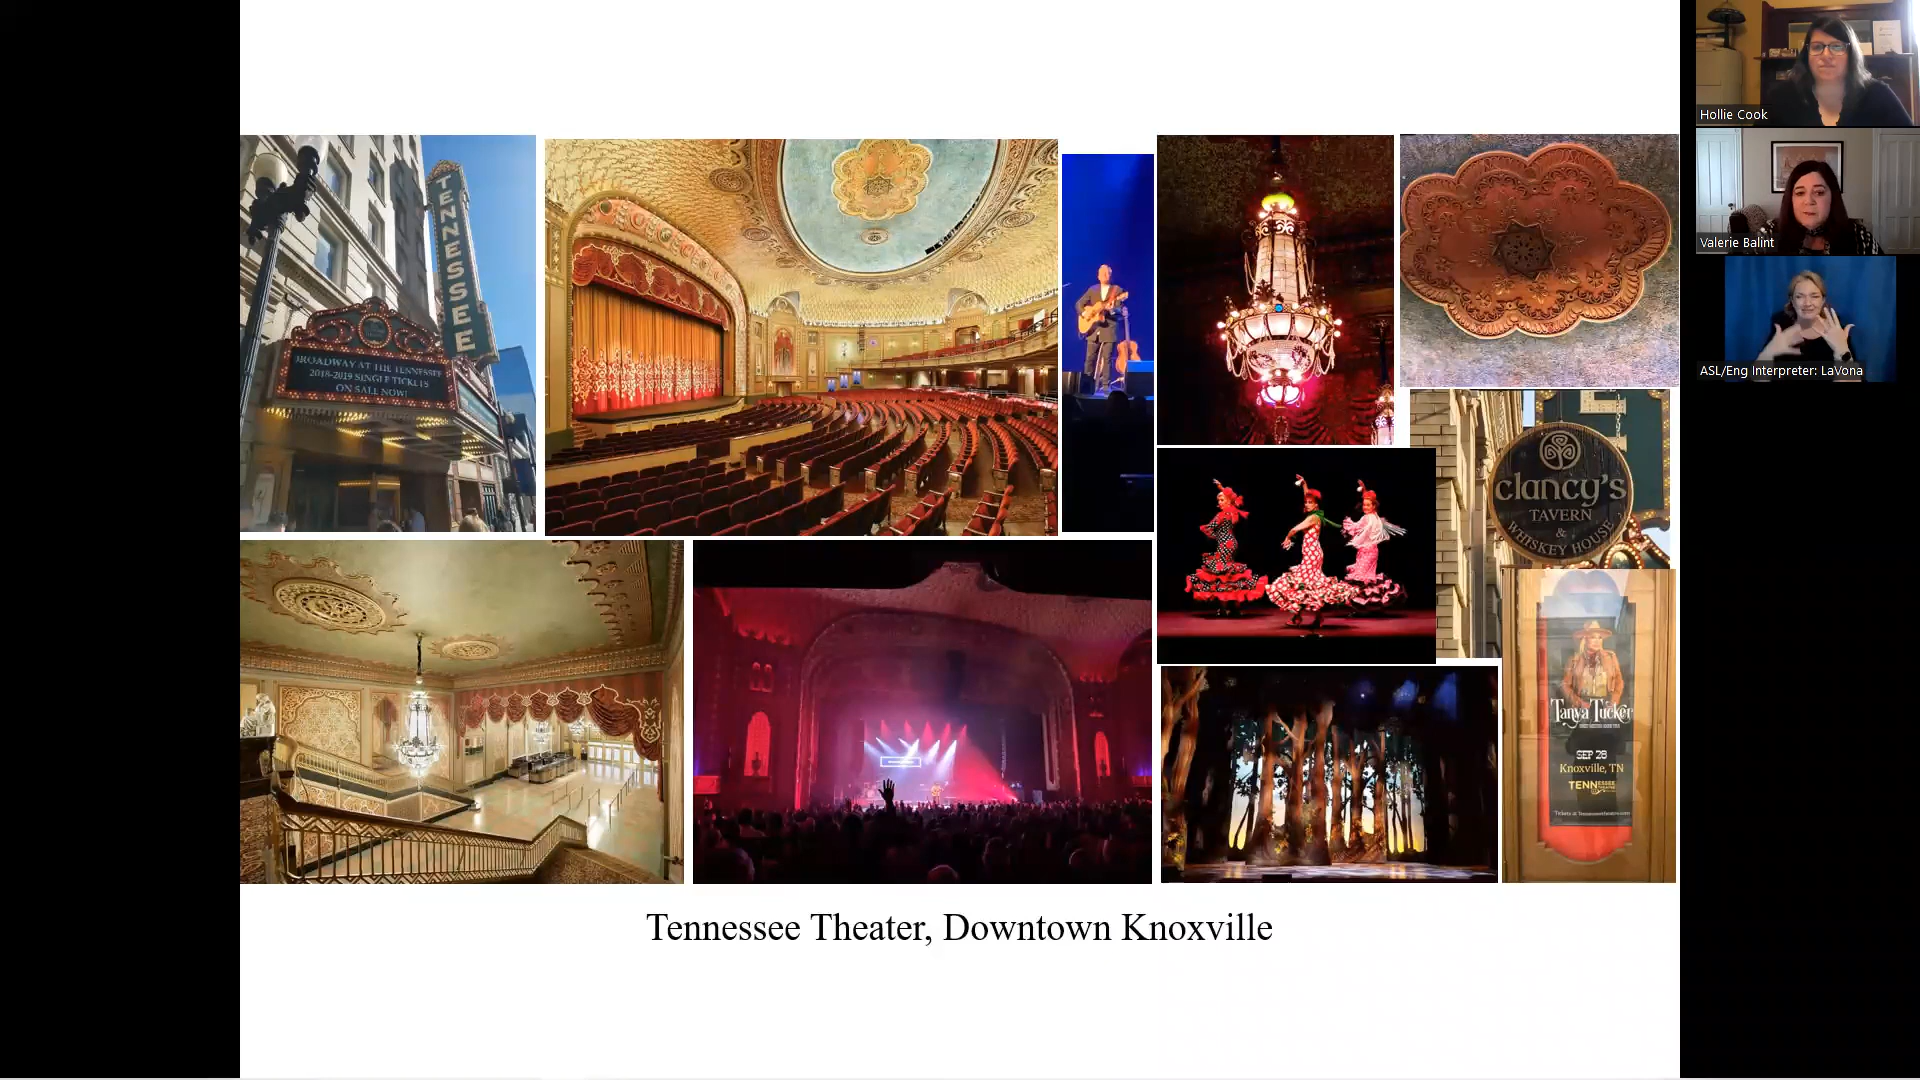 TENNESSEE
BROADWAY AT THE TENNESSEE
2018-2019 SINGLE TICKETS
ON SALE NOW!
clancy's
TAVERN
&
WHISKEY HOUSE
Tanya Tucker
SEP 28
Knoxville, TN
TENNESSEE
Tennessee Theater, Downtown Knoxville
Hollie Cook
Valerie Balint
ASL/Eng Interpreter: LaVona